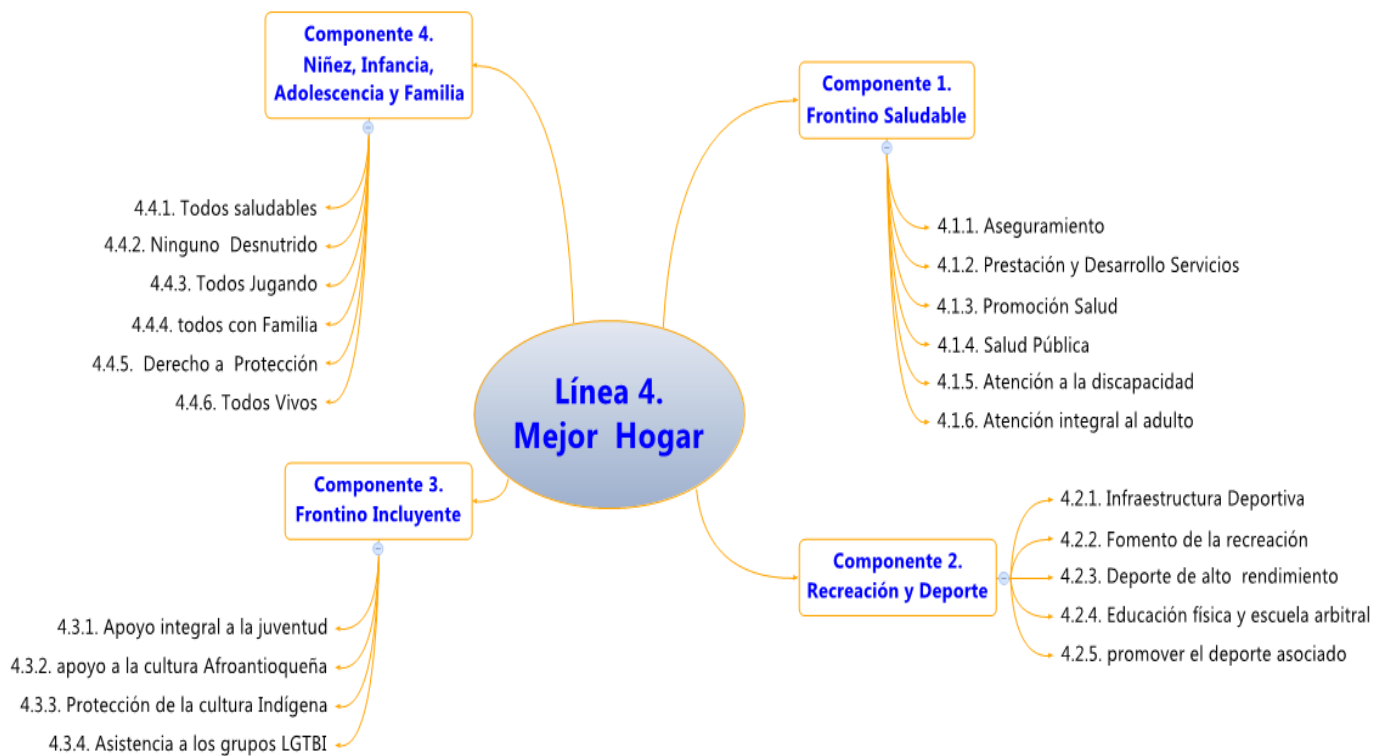 Línea 4.
Mejor  Hogar
Componente 1.
Frontino Saludable
4.1.1. Aseguramiento
4.1.2. Prestación y Desarrollo Servicios
4.1.3. Promoción Salud
4.1.4. Salud Pública
4.1.5. Atención a la discapacidad
4.1.6. Atención integral al adulto
Componente 2.
Recreación y Deporte
4.2.1. Infraestructura Deportiva
4.2.2. Fomento de la recreación
4.2.3. Deporte de alto  rendimiento
4.2.4. Educación física y escuela arbitral
4.2.5. promover el deporte asociado
Componente 3.
Frontino Incluyente
4.3.1. Apoyo integral a la juventud
4.3.2. apoyo a la cultura Afroantioqueña
4.3.3. Protección de la cultura Indígena
4.3.4. Asistencia a los grupos LGTBI
Componente 4.
Niñez, Infancia,
Adolescencia y Familia
4.4.1. Todos saludables
4.4.2. Ninguno  Desnutrido
4.4.3. Todos Jugando
4.4.4. todos con Familia
4.4.5.  Derecho a  Protección
4.4.6. Todos Vivos